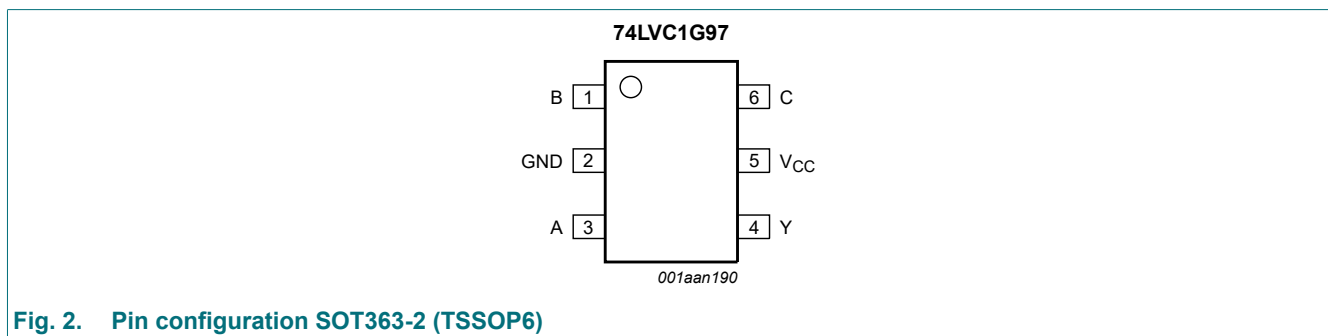 74LVC1G97
B 1
6 C
GND 2
5 VCC
A 3
4 Y
001aan190
Fig. 2. Pin configuration SOT363-2 (TSSOP6)